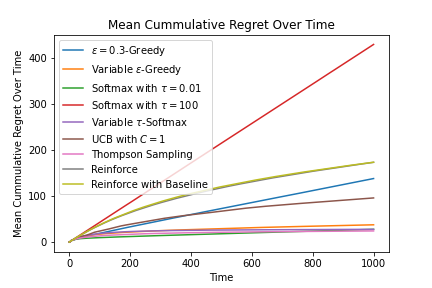 Mean Cummulative Regret Over Time
Mean Cummulative Regret Over Time
400
300
200
100
0
ε = 0.3-Greedy
Variable ε-Greedy
Softmax with τ = 0.01
Softmax with τ = 100
Variable τ-Softmax
UCB with C = 1
Thompson Sampling
Reinforce
Reinforce with Baseline
0 200 400 600 800 1000
Time